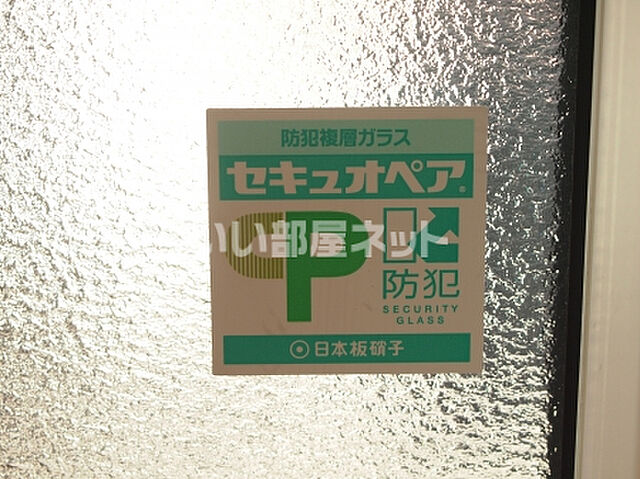 防犯複層ガラス
セキュオペア®
CP
いい部屋ネット
防犯
SECURITY
GLASS
日本板硝子